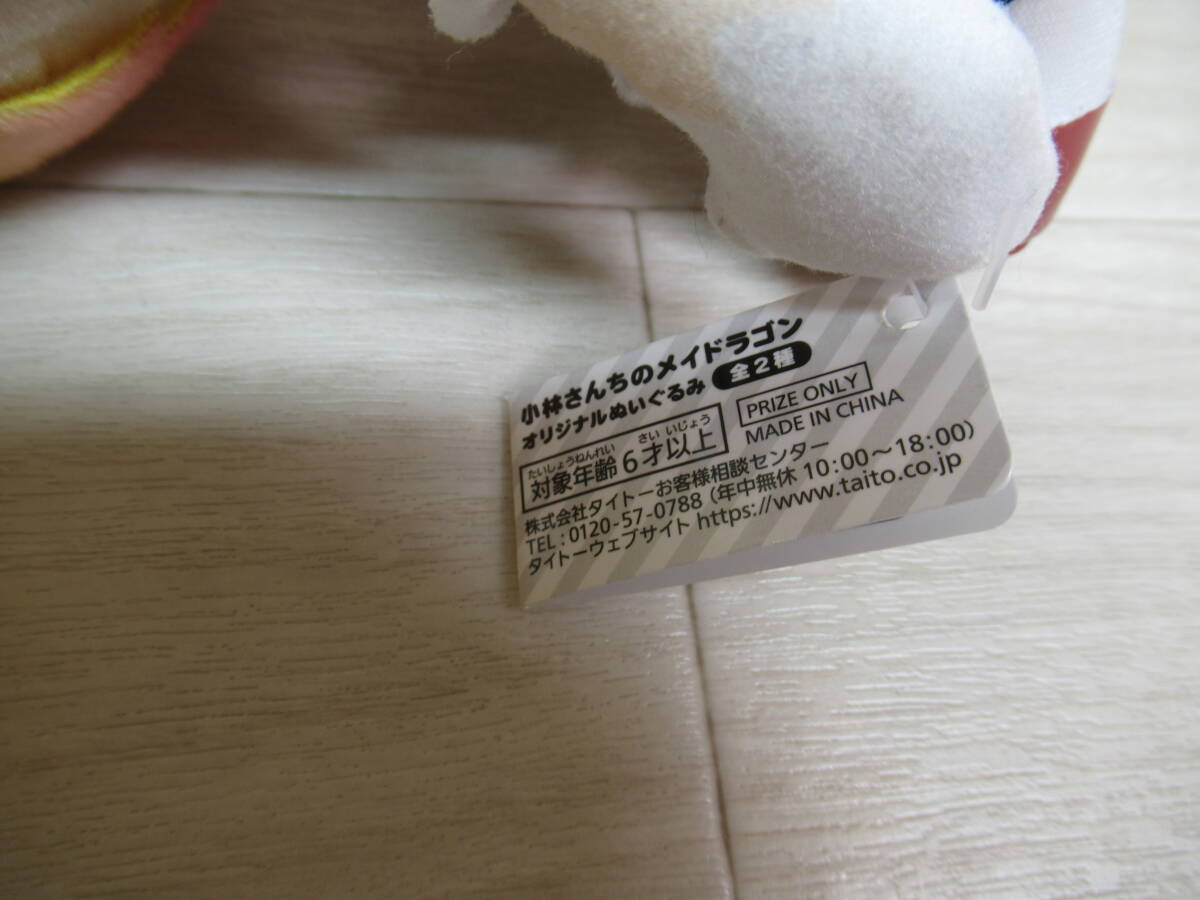 小林さんちのメイドラゴン
オリジナルぬいぐるみ 全2種
たいしょうねんれい さい いじょう
対象年齢 6才以上
PRIZE ONLY
MADE IN CHINA
株式会社タイトーお客様相談センター
TEL:0120-57-0788 (年中無休 10:00～18:00)
タイトーウェブサイト https://www.taito.co.jp